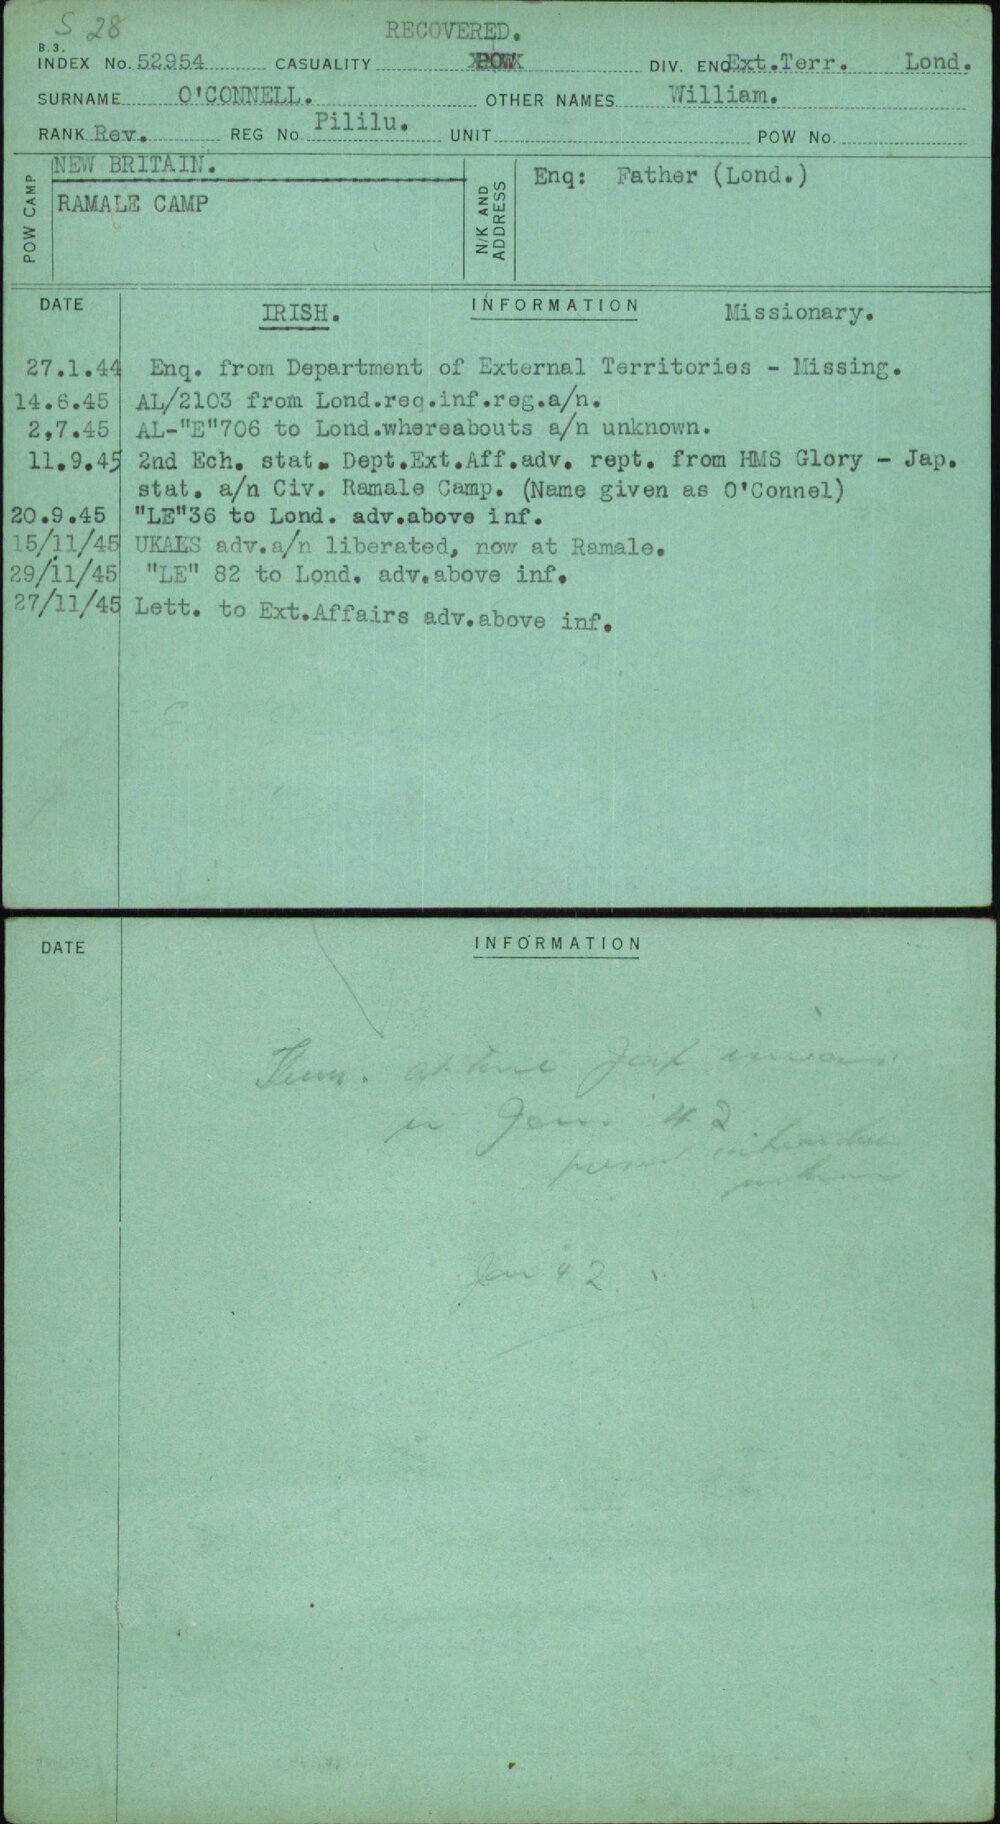 S 28
RECOVERED.
B.3.
INDEX No. 52954 CASUALITY POW DIV. ENQ Ext.Terr. Lond.
SURNAME O'CONNELL. OTHER NAMES William.
RANK Rev. REG No. Pililu. UNIT POW No.
POW CAMP
NEW BRITAIN.
RAMALE CAMP
N/K AND ADDRESS
Enq: Father (Lond.)
DATE IRISH. INFORMATION Missionary.
27.1.44 Enq. from Department of External Territories - Missing.
14.6.45 AL/2103 from Lond.req.inf.reg.a/n.
2,7.45 AL-"E"706 to Lond.whereabouts a/n unknown.
11.9.45 2nd Ech. stat. Dept.Ext.Aff.adv. rept. from HMS Glory - Jap.
stat. a/n Civ. Ramale Camp. (Name given as O'Connel)
20.9.45 "LE"36 to Lond. adv.above inf.
15/11/45 UKALS adv.a/n liberated, now at Ramale.
29/11/45 "LE" 82 to Lond. adv.above inf.
27/11/45 Lett. to Ext.Affairs adv.above inf.
DATE INFORMATION
at time Jap
in Jan. 42
Jan 42